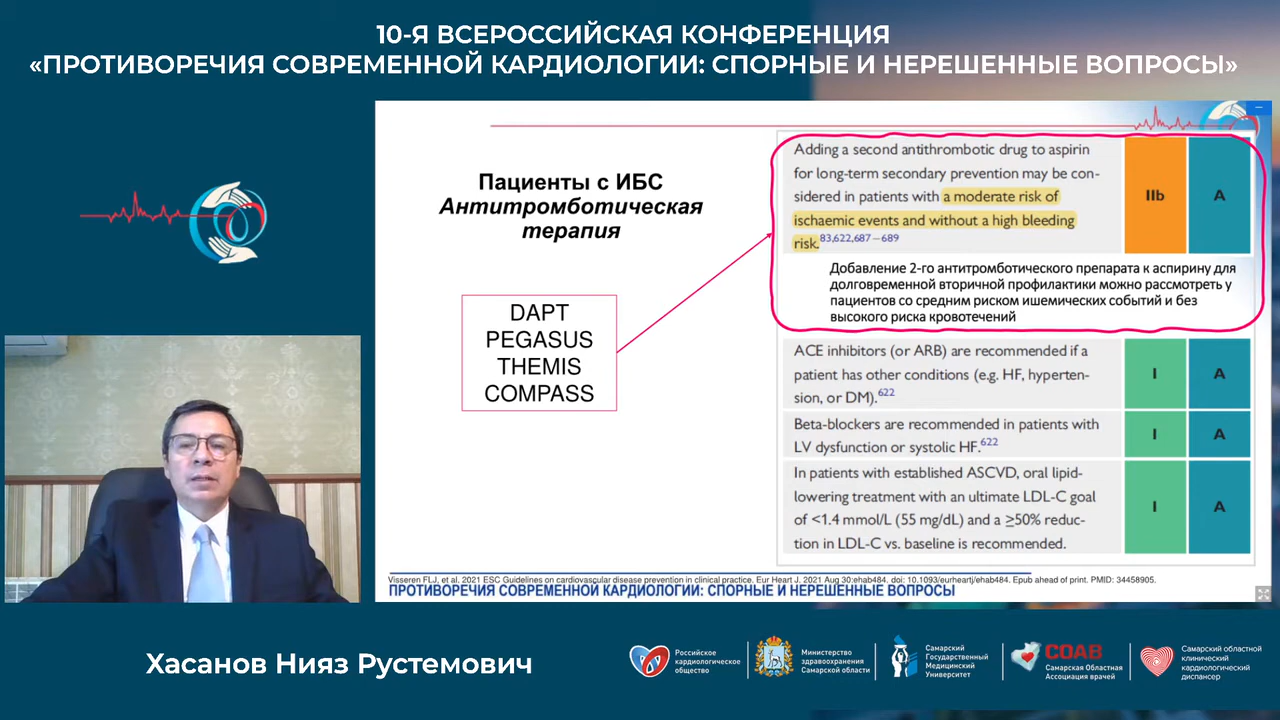 10-Я ВСЕРОССИЙСКАЯ КОНФЕРЕНЦИЯ
«ПРОТИВОРЕЧИЯ СОВРЕМЕННОЙ КАРДИОЛОГИИ: СПОРНЫЕ И НЕРЕШЕННЫЕ ВОПРОСЫ»
Пациенты с ИБС
Антитромботическая
терапия
DAPT
PEGASUS
THEMIS
COMPASS
Adding a second antithrombotic drug to aspirin
for long-term secondary prevention may be con-
sidered in patients with a moderate risk of
ischaemic events and without a high bleeding
risk.83,622,687–689
IIb
A
Добавление 2-го антитромботического препарата к аспирину для
долговременной вторичной профилактики можно рассмотреть у
пациентов со средним риском ишемических событий и без
высокого риска кровотечений
ACE inhibitors (or ARB) are recommended if a
patient has other conditions (e.g. HF, hyperten-
sion, or DM).622
I
A
Beta-blockers are recommended in patients with
LV dysfunction or systolic HF.622
I
A
In patients with established ASCVD, oral lipid-
lowering treatment with an ultimate LDL-C goal
of <1.4 mmol/L (55 mg/dL) and a ≥50% reduc-
tion in LDL-C vs. baseline is recommended.
I
A
Visseren FLJ, et al. 2021 ESC Guidelines on cardiovascular disease prevention in clinical practice. Eur Heart J. 2021 Aug 30:ehab484. doi: 10.1093/eurheartj/ehab484. Epub ahead of print. PMID: 34458905.
ПРОТИВОРЕЧИЯ СОВРЕМЕННОЙ КАРДИОЛОГИИ: СПОРНЫЕ И НЕРЕШЕННЫЕ ВОПРОСЫ
Хасанов Нияз Рустемович
Российское
кардиологическое
общество
Министерство
здравоохранения
Самарской области
Самарский
Государственный
Медицинский
Университет
СОАВ
Самарская Областная
Ассоциация врачей
Самарский областной
клинический
кардиологический
диспансер